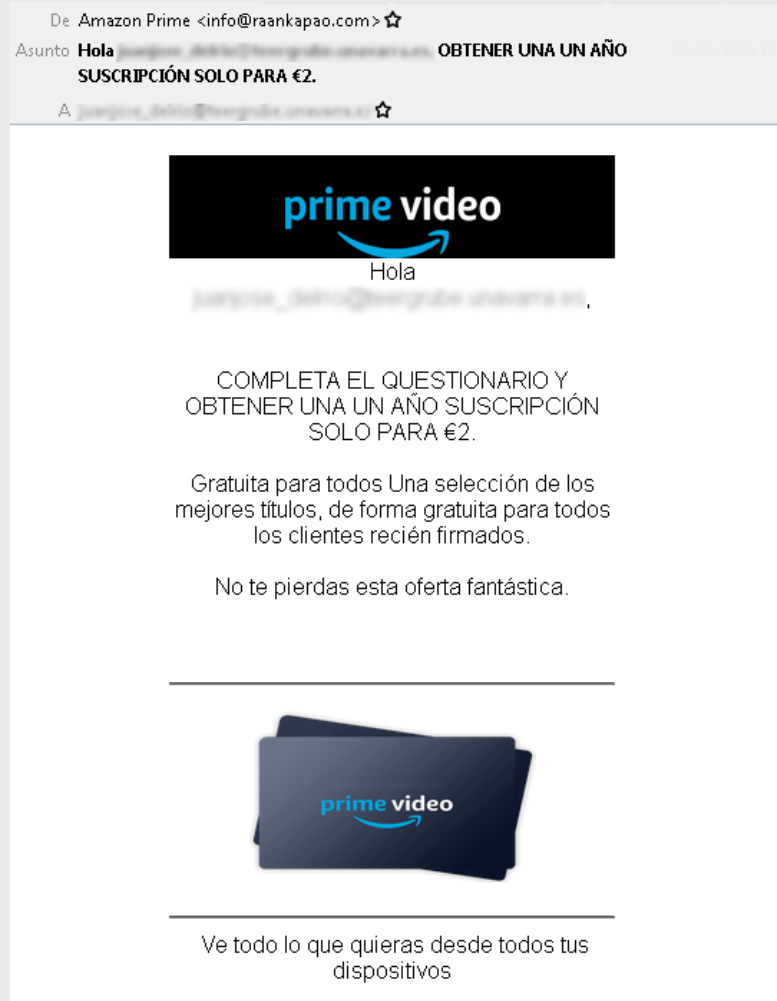 De Amazon Prime <info@raankapao.com>
Asunto Hola OBTENER UNA UN AÑO
SUSCRIPCIÓN SOLO PARA €2.
A
prime video
Hola
,
COMPLETA EL QUESTIONARIO Y
OBTENER UNA UN AÑO SUSCRIPCIÓN
SOLO PARA €2.
Gratuita para todos Una selección de los
mejores títulos, de forma gratuita para todos
los clientes recién firmados.
No te pierdas esta oferta fantástica.
prime video
Ve todo lo que quieras desde todos tus
dispositivos